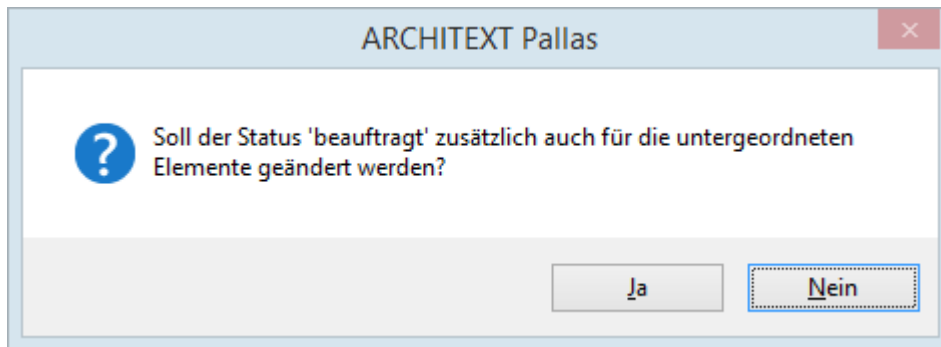 ARCHITEXT Pallas
Soll der Status 'beauftragt' zusätzlich auch für die untergeordneten
Elemente geändert werden?
Ja
Nein